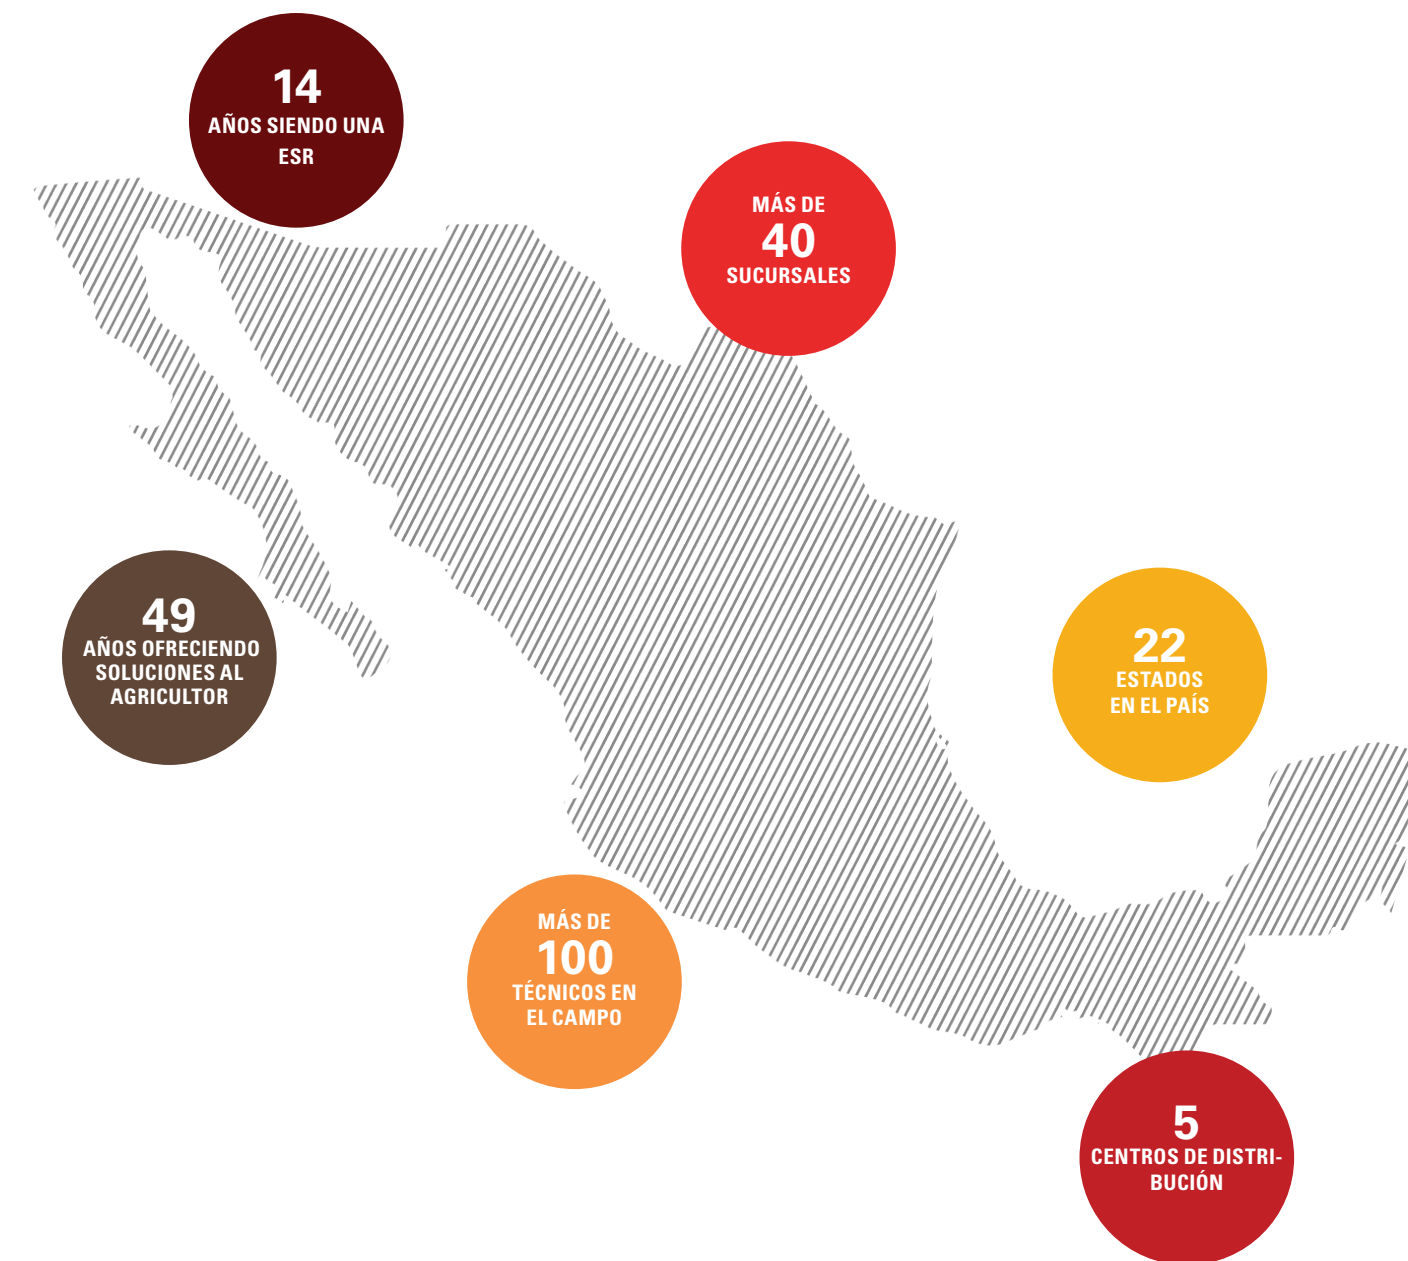 14
AÑOS SIENDO UNA
ESR
MÁS DE
40
SUCURSALES
49
AÑOS OFRECIENDO
SOLUCIONES AL
AGRICULTOR
22
ESTADOS
EN EL PAÍS
MÁS DE
100
TÉCNICOS EN
EL CAMPO
5
CENTROS DE DISTRI-
BUCIÓN